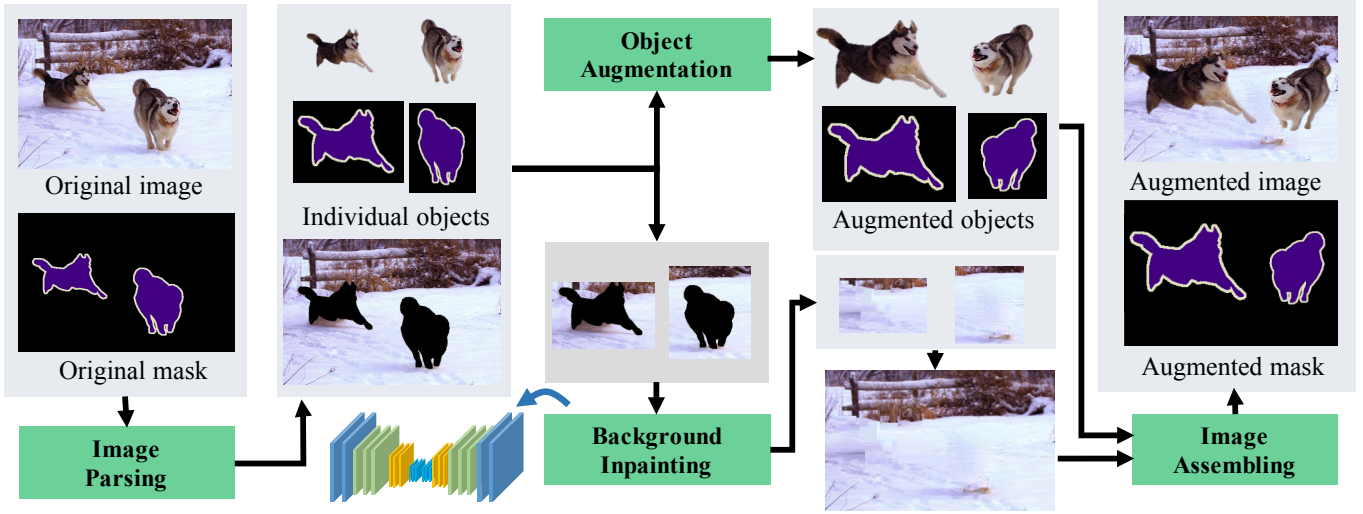 Original image
Original mask
Image
Parsing
Individual objects
Object
Augmentation
Background
Inpainting
Augmented objects
Augmented image
Augmented mask
Image
Assembling